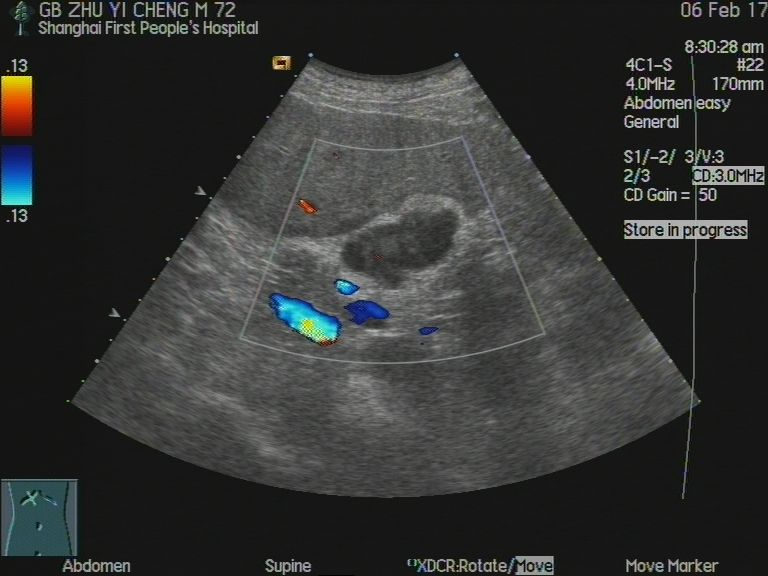 GB ZHU YI CHENG M 72
06 Feb 17
Shanghai First People's Hospital
8:30:28 am
.13
4C1-S #22
4.0MHz 170mm
Abdomen easy
General
S1/-2/ 3/V:3
2/3 CD:3.0MHz
CD Gain = 50
.13
Store in progress
Abdomen Supine XDCR:Rotate/Move Move Marker